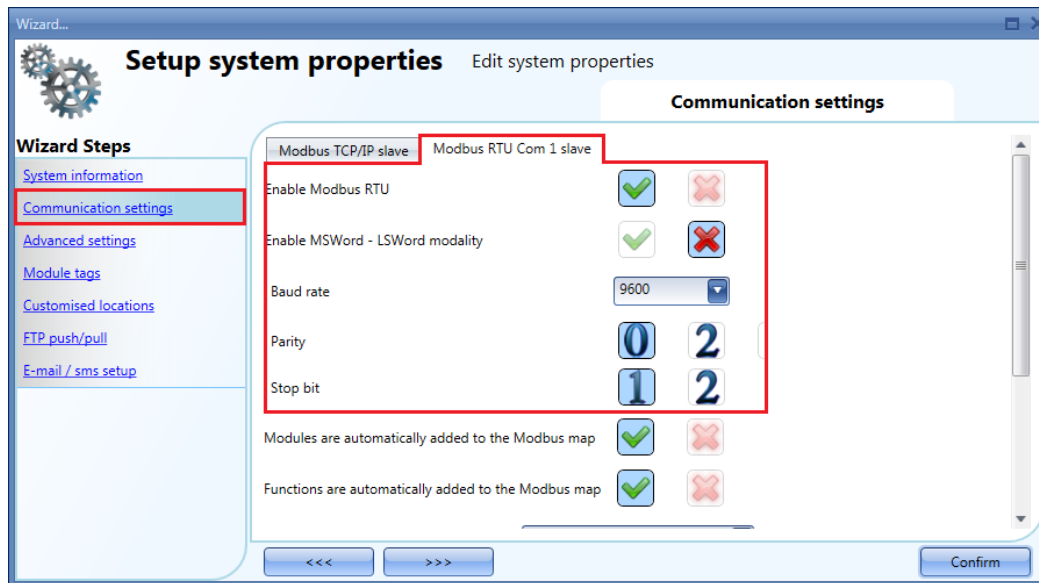 Wizard...
Setup system properties Edit system properties
Communication settings
Wizard Steps
System information
Communication settings
Advanced settings
Module tags
Customised locations
FTP push/pull
E-mail / sms setup
Modbus TCP/IP slave Modbus RTU Com 1 slave
Enable Modbus RTU
Enable MSWord - LSWord modality
Baud rate 9600
Parity 0 2
Stop bit 1 2
Modules are automatically added to the Modbus map
Functions are automatically added to the Modbus map
<<< >>> Confirm